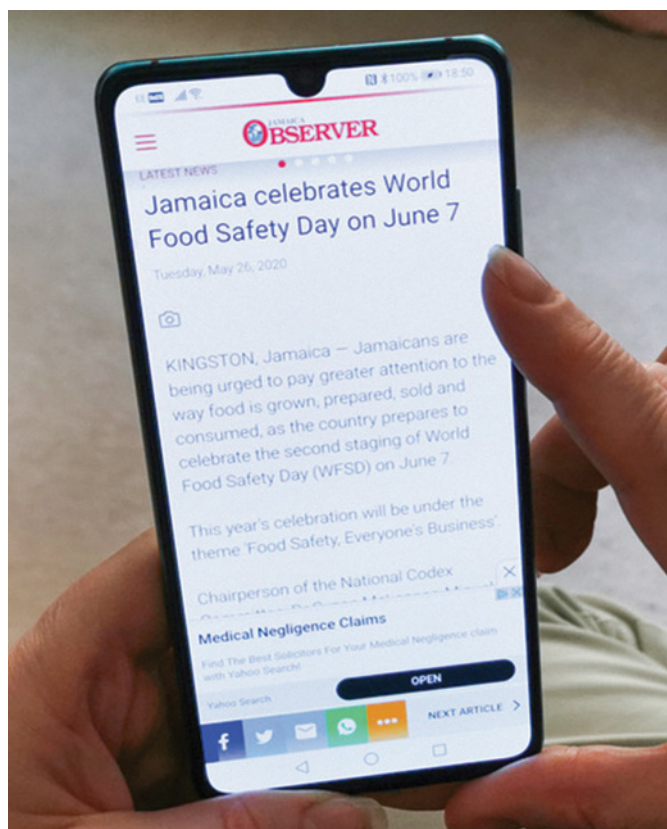 100% 18:50
JAMAICA
OBSERVER
LATEST NEWS
Jamaica celebrates World
Food Safety Day on June 7
Tuesday, May 26, 2020
KINGSTON, Jamaica — Jamaicans are
being urged to pay greater attention to the
way food is grown, prepared, sold and
consumed, as the country prepares to
celebrate the second staging of World
Food Safety Day (WFSD) on June 7
This year's celebration will be under the
theme 'Food Safety, Everyone's Business'.
Chairperson of the National Codex
Medical Negligence Claims
Find The Best Solicitors For Your Medical Negligence claim
with Yahoo Search!
Yahoo Search
OPEN
NEXT ARTICLE